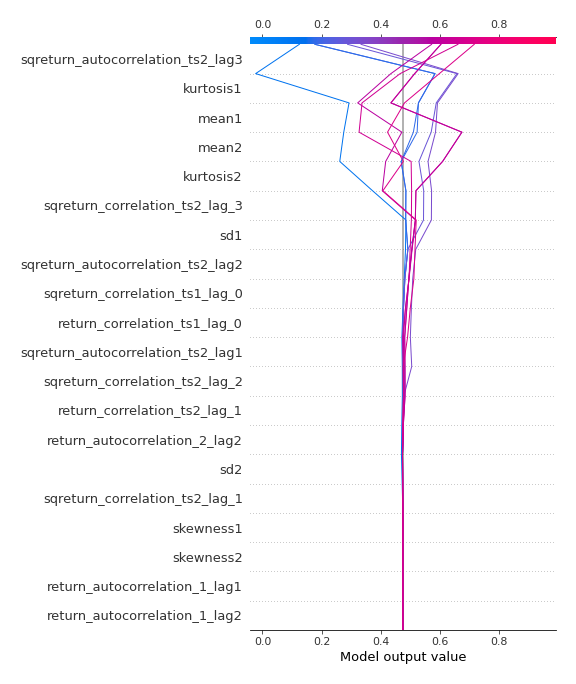 0.0 0.2 0.4 0.6 0.8
sqreturn_autocorrelation_ts2_lag3
kurtosis1
mean1
mean2
kurtosis2
sqreturn_correlation_ts2_lag_3
sd1
sqreturn_autocorrelation_ts2_lag2
sqreturn_correlation_ts1_lag_0
return_correlation_ts1_lag_0
sqreturn_autocorrelation_ts2_lag1
sqreturn_correlation_ts2_lag_2
return_correlation_ts2_lag_1
return_autocorrelation_2_lag2
sd2
sqreturn_correlation_ts2_lag_1
skewness1
skewness2
return_autocorrelation_1_lag1
return_autocorrelation_1_lag2
0.0 0.2 0.4 0.6 0.8
Model output value